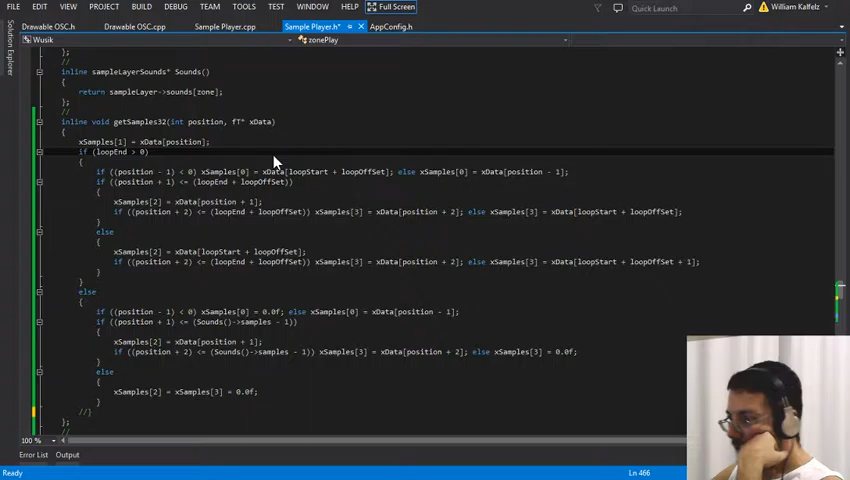 FILE EDIT VIEW PROJECT BUILD DEBUG TEAM TOOLS TEST WINDOW HELP Full Screen Quick Launch William Kalfelz
Drawable OSC.h Drawable OSC.cpp Sample Player.cpp Sample Player.h* AppConfig.h
Wusik zonePlay
Solution Explorer
};
//
inline sampleLayerSounds* Sounds()
{
return sampleLayer->sounds[zone];
};
//
inline void getSamples32(int position, fT* xData)
{
xSamples[1] = xData[position];
if (loopEnd > 0)
{
if ((position - 1) < 0) xSamples[0] = xData[loopStart + loopOffSet]; else xSamples[0] = xData[position - 1];
if ((position + 1) <= (loopEnd + loopOffSet))
{
xSamples[2] = xData[position + 1];
if ((position + 2) <= (loopEnd + loopOffSet)) xSamples[3] = xData[position + 2]; else xSamples[3] = xData[loopStart + loopOffSet];
}
else
{
xSamples[2] = xData[loopStart + loopOffSet];
if ((position + 2) <= (loopEnd + loopOffSet)) xSamples[3] = xData[position + 2]; else xSamples[3] = xData[loopStart + loopOffSet + 1];
}
}
else
{
if ((position - 1) < 0) xSamples[0] = 0.0f; else xSamples[0] = xData[position - 1];
if ((position + 1) <= (Sounds()->samples - 1))
{
xSamples[2] = xData[position + 1];
if ((position + 2) <= (Sounds()->samples - 1)) xSamples[3] = xData[position + 2]; else xSamples[3] = 0.0f;
}
else
{
xSamples[2] = xSamples[3] = 0.0f;
}
//}
};
//
100 %
Error List Output
Ready Ln 466